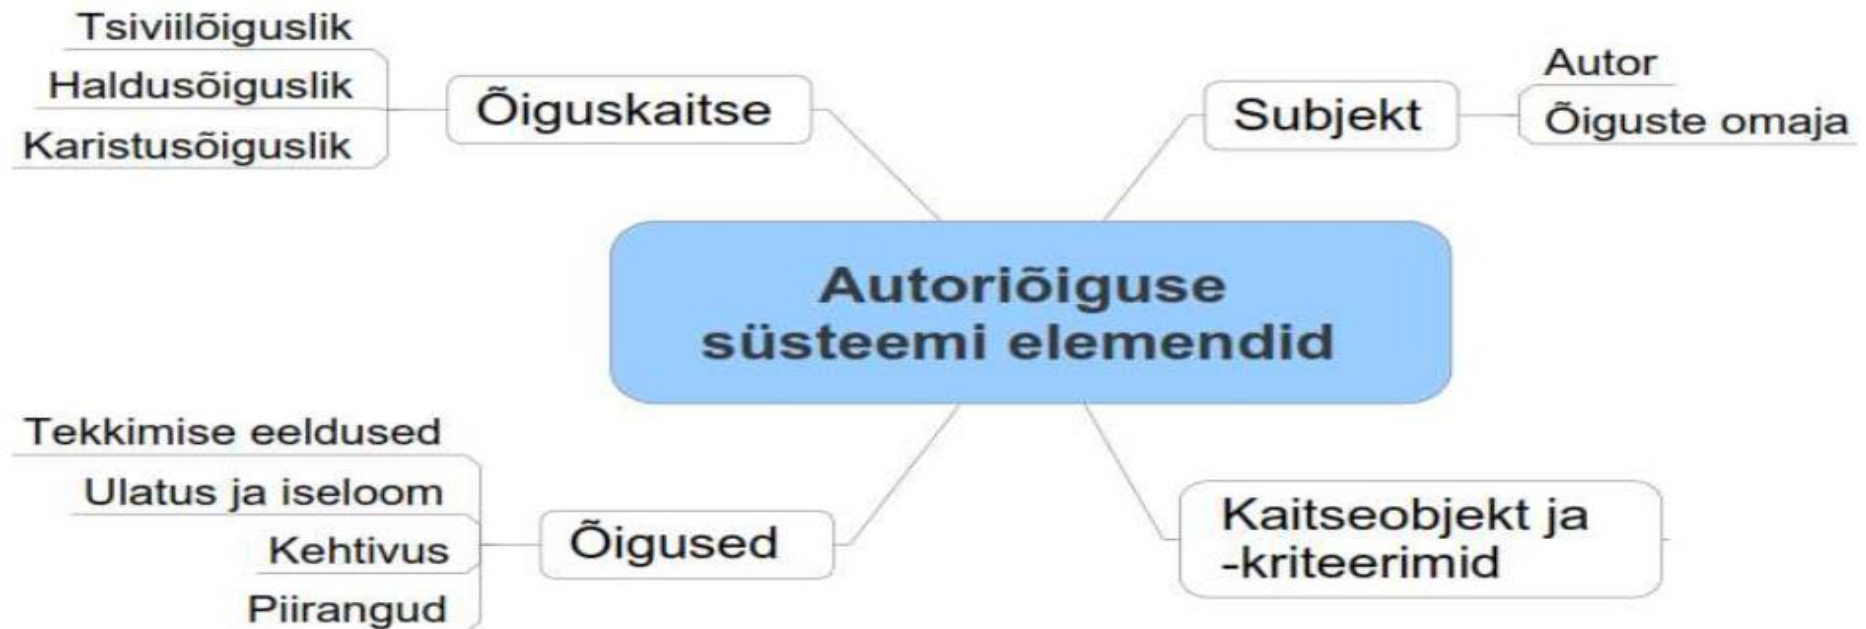 Tsiviilõiguslik
Haldusõiguslik
Karistusõiguslik
Õiguskaitse
Subjekt
Autor
Õiguste omaja
Autoriõiguse
süsteemi elemendid
Tekkimise eeldused
Ulatus ja iseloom
Kehtivus
Piirangud
Õigused
Kaitseobjekt ja
-kriteerimid